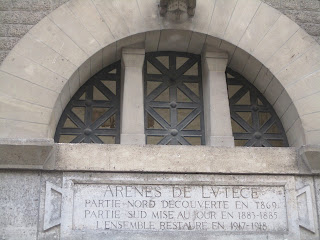 ARENES DE LVTECE
PARTIE NORD DECOUVERTE EN 1869
PARTIE SUD MISE AU JOUR EN 1883-1885
L'ENSEMBLE RESTAURE EN 1917-1918